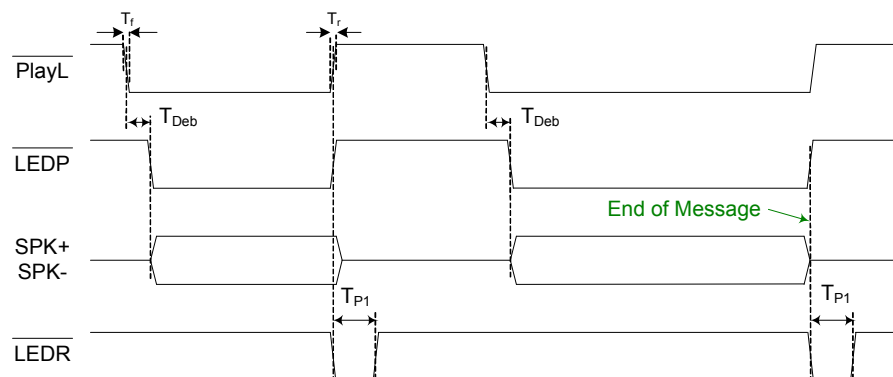 Tf Tr
PlayL
TDeb TDeb
LEDP
End of Message
SPK+
SPK-
TP1 TP1
LEDR